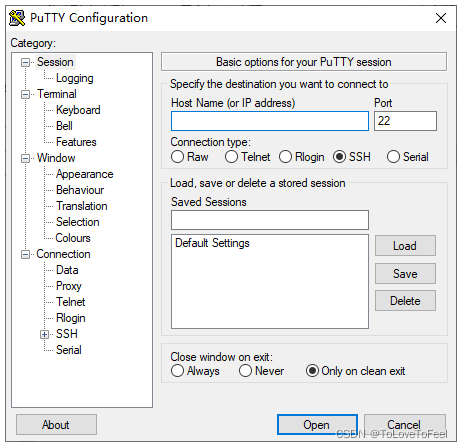 PuTTY Configuration
Category:
Session
Logging
Terminal
Keyboard
Bell
Features
Window
Appearance
Behaviour
Translation
Selection
Colours
Connection
Data
Proxy
Telnet
Rlogin
SSH
Serial
Basic options for your PuTTY session
Specify the destination you want to connect to
Host Name (or IP address) Port
22
Connection type:
Raw Telnet Rlogin SSH Serial
Load, save or delete a stored session
Saved Sessions
Default Settings
Load
Save
Delete
Close window on exit:
Always Never Only on clean exit
About Open Cancel
CSDN @ToLoveToFeel